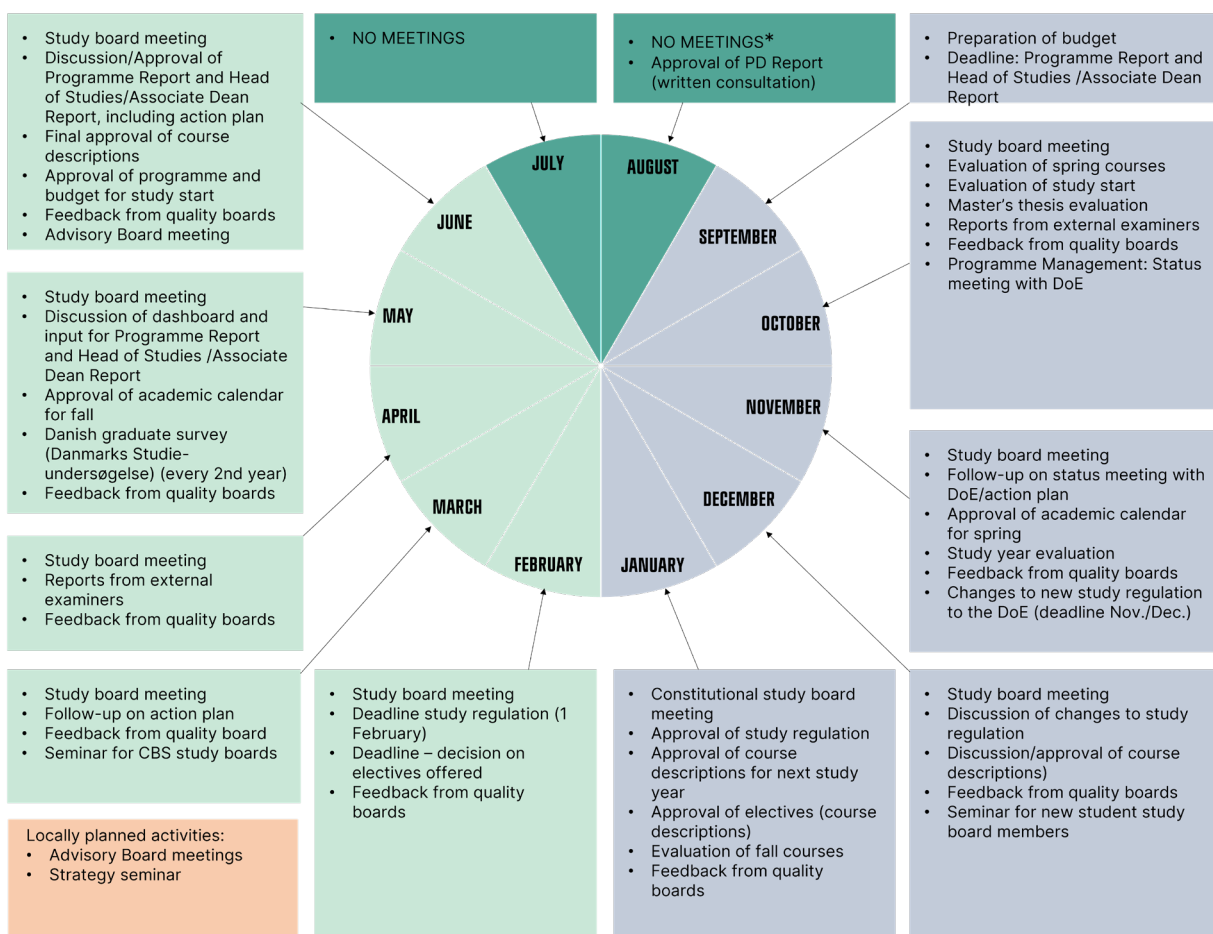 • Study board meeting
• Discussion/Approval of
Programme Report and Head
of Studies/Associate Dean
Report, including action plan
• Final approval of course
descriptions
• Approval of programme and
budget for study start
• Feedback from quality boards
• Advisory Board meeting
• NO MEETINGS
• NO MEETINGS*
• Approval of PD Report
(written consultation)
• Preparation of budget
• Deadline: Programme Report and
Head of Studies /Associate Dean
Report
• Study board meeting
• Evaluation of spring courses
• Evaluation of study start
• Master's thesis evaluation
• Reports from external examiners
• Feedback from quality boards
• Programme Management: Status
meeting with DoE
JULY
AUGUST
JUNE
SEPTEMBER
MAY
OCTOBER
APRIL
NOVEMBER
MARCH
DECEMBER
FEBRUARY
JANUARY
• Study board meeting
• Discussion of dashboard and
input for Programme Report
and Head of Studies /Associate
Dean Report
• Approval of academic calendar
for fall
• Danish graduate survey
(Danmarks Studie-
undersøgelse) (every 2nd year)
• Feedback from quality boards
• Study board meeting
• Follow-up on status meeting with
DoE/action plan
• Approval of academic calendar
for spring
• Study year evaluation
• Feedback from quality boards
• Changes to new study regulation
to the DoE (deadline Nov./Dec.)
• Study board meeting
• Reports from external
examiners
• Feedback from quality boards
• Study board meeting
• Follow-up on action plan
• Feedback from quality board
• Seminar for CBS study boards
• Study board meeting
• Deadline study regulation (1
February)
• Deadline – decision on
electives offered
• Feedback from quality
boards
• Constitutional study board
meeting
• Approval of study regulation
• Approval of course
descriptions for next study
year
• Approval of electives (course
descriptions)
• Evaluation of fall courses
• Feedback from quality
boards
• Study board meeting
• Discussion of changes to study
regulation
• Discussion/approval of course
descriptions)
• Feedback from quality boards
• Seminar for new student study
board members
Locally planned activities:
• Advisory Board meetings
• Strategy seminar